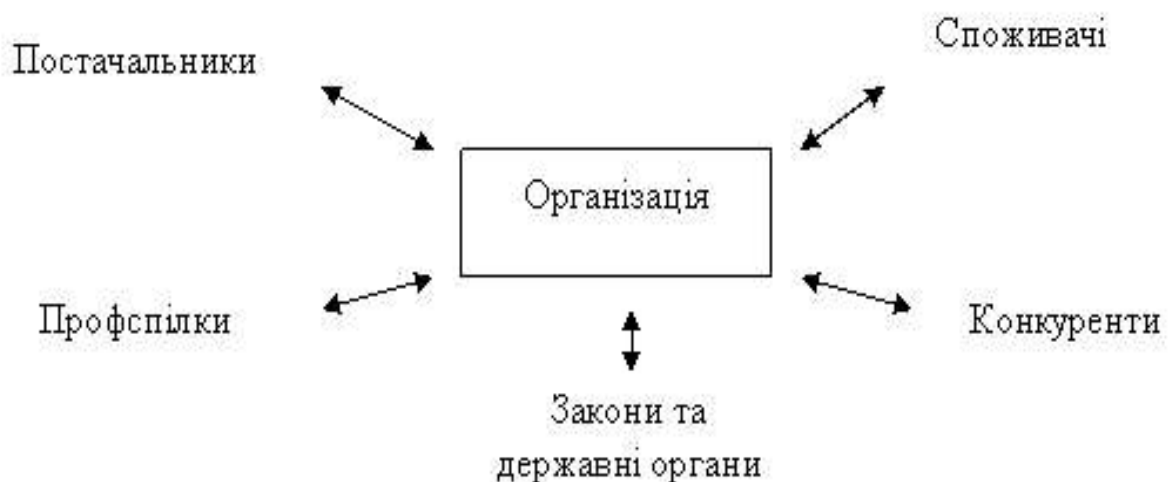 Постачальники
Споживачі
Організація
Профспілки
Конкуренти
Закони та
державні органи